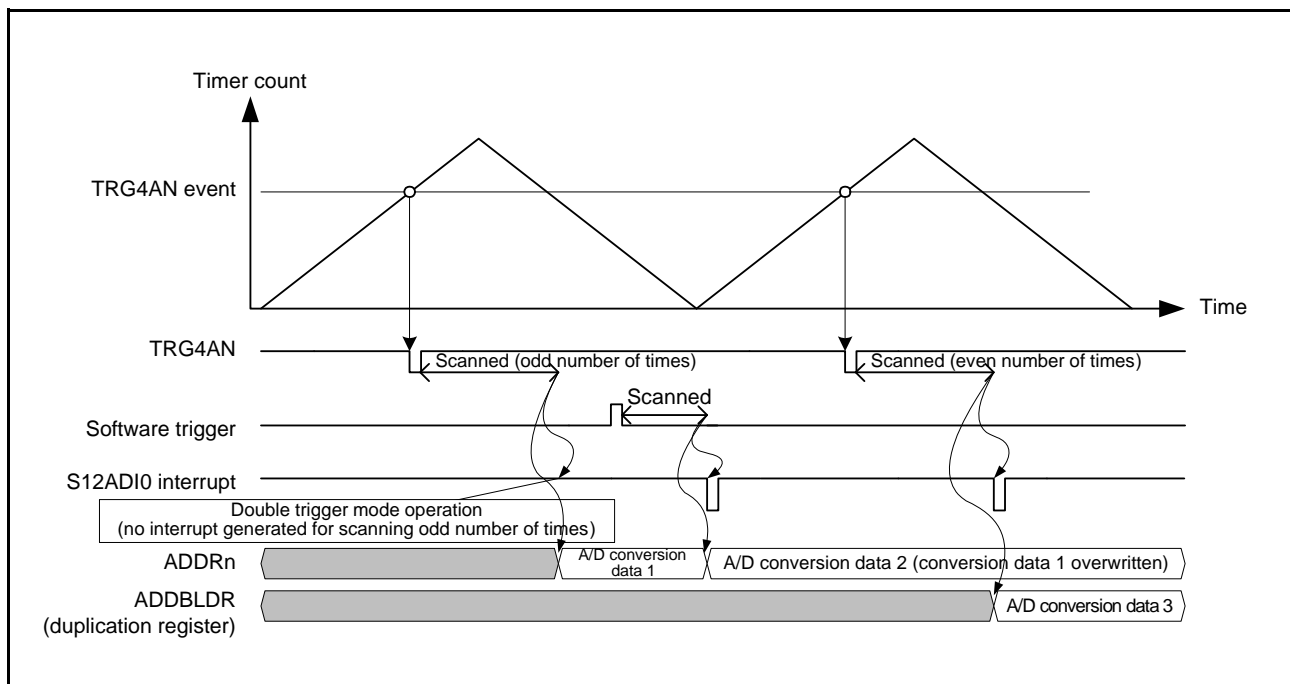 Timer count
TRG4AN event
Time
TRG4AN
Scanned (odd number of times)
Scanned (even number of times)
Scanned
Software trigger
S12ADI0 interrupt
Double trigger mode operation
(no interrupt generated for scanning odd number of times)
ADDRn
A/D conversion
data 1
A/D conversion data 2 (conversion data 1 overwritten)
ADDBLDR
(duplication register)
A/D conversion data 3